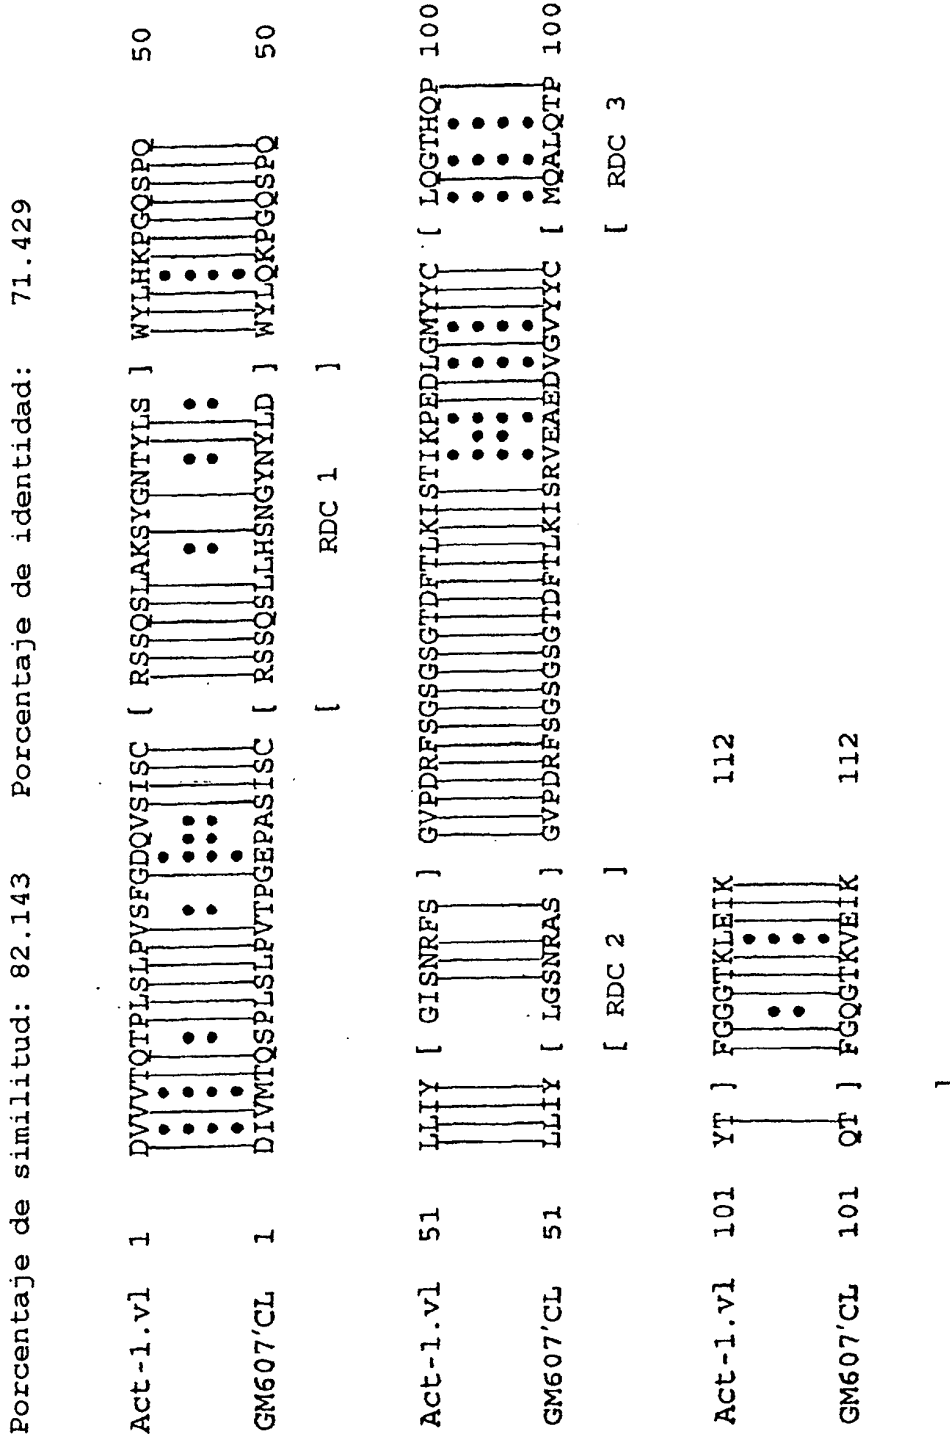 Porcentaje de similitud: 82.143 Porcentaje de identidad: 71.429
Act-1.vl 1 DVVVTQTPLSLPVSFGDQVSISC [ RSSQSLAKSYGNTYLS ] WYLHKPGQSPQ 50
GM607'CL 1 DIVMTQSPLSLPVTPGEPASISC [ RSSQSLLHSNGYNYLD ] WYLQKPGQSPQ 50
[ RDC 1 ]
Act-1.vl 51 LLIY [ GISNRFS ] GVPDRFSGSGSGTDFTLKISTIKPEDLGMYYC [ LQGTHQP 100
GM607'CL 51 LLIY [ LGSNRAS ] GVPDRFSGSGSGTDFTLKISRVEAEDVGVYYC [ MQALQTP 100
[ RDC 2 ] [ RDC 3
Act-1.vl 101 YT ] FGGGTKLEIK 112
GM607'CL 101 QT ] FGQGTKVEIK 112
]